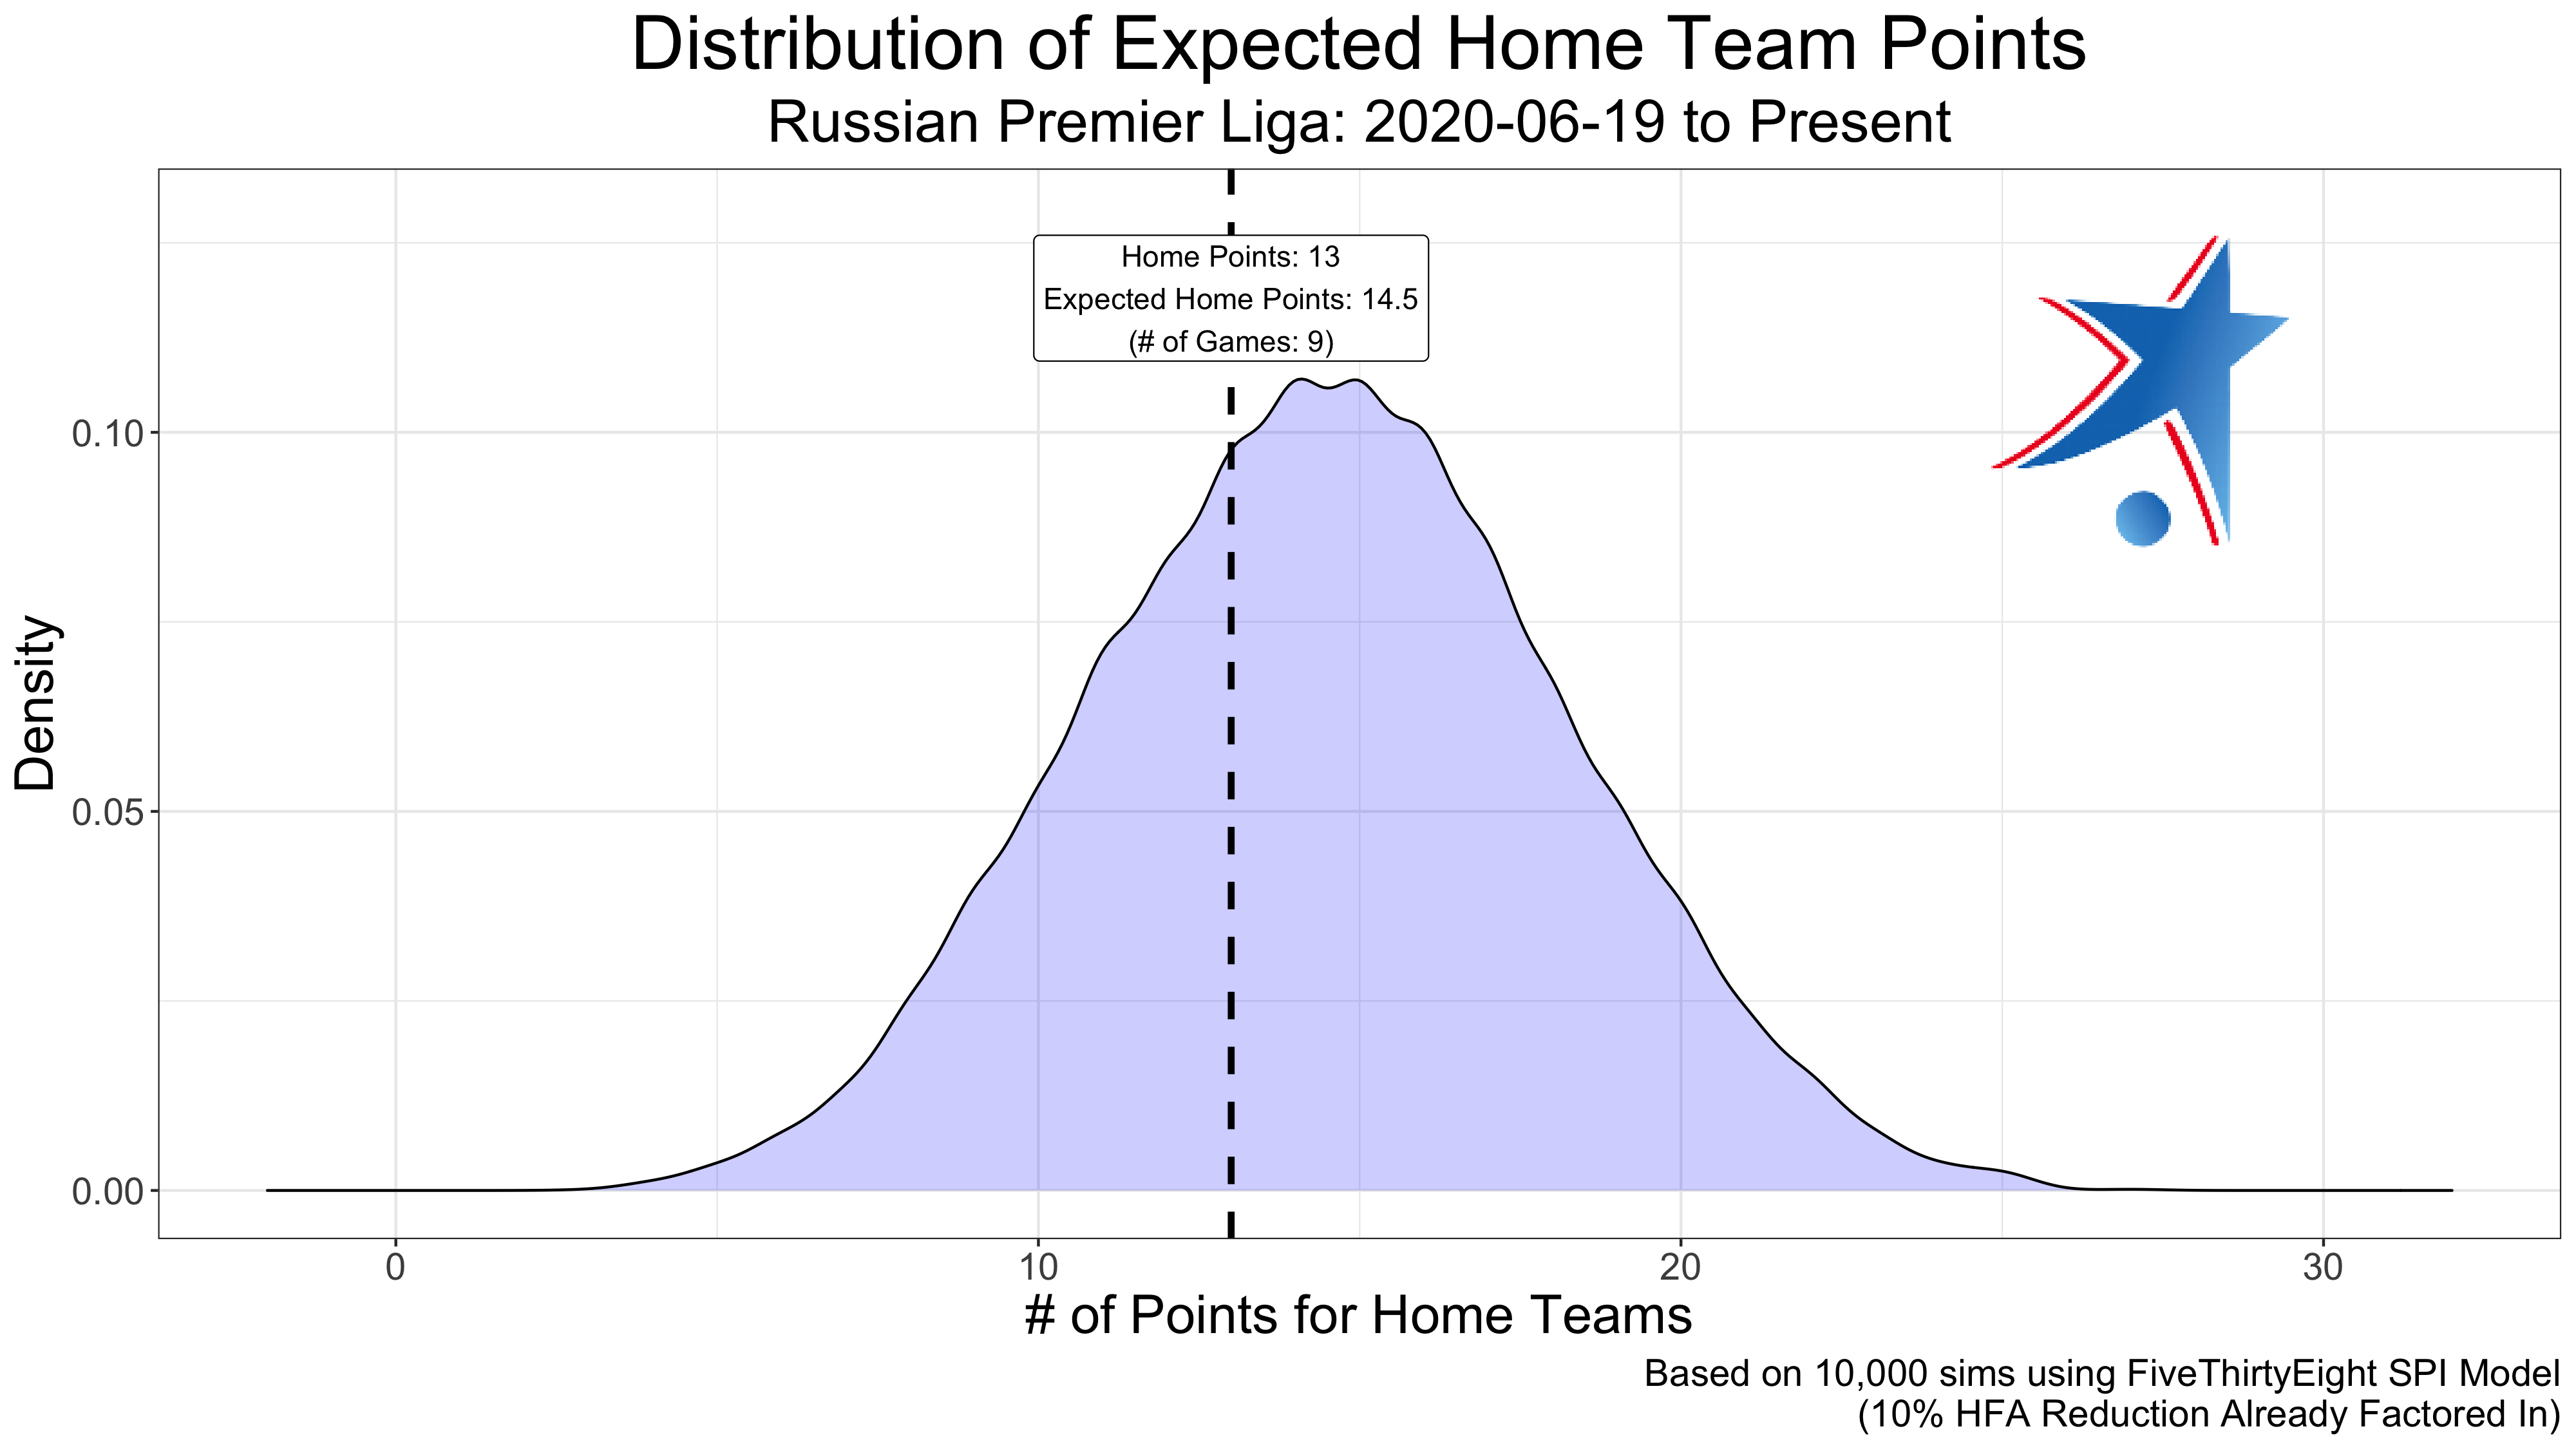 Distribution of Expected Home Team Points
Russian Premier Liga: 2020-06-19 to Present
Home Points: 13
Expected Home Points: 14.5
(# of Games: 9)
0.10
0.05
0.00
Density
0
10
20
30
# of Points for Home Teams
Based on 10,000 sims using FiveThirtyEight SPI Model
(10% HFA Reduction Already Factored In)